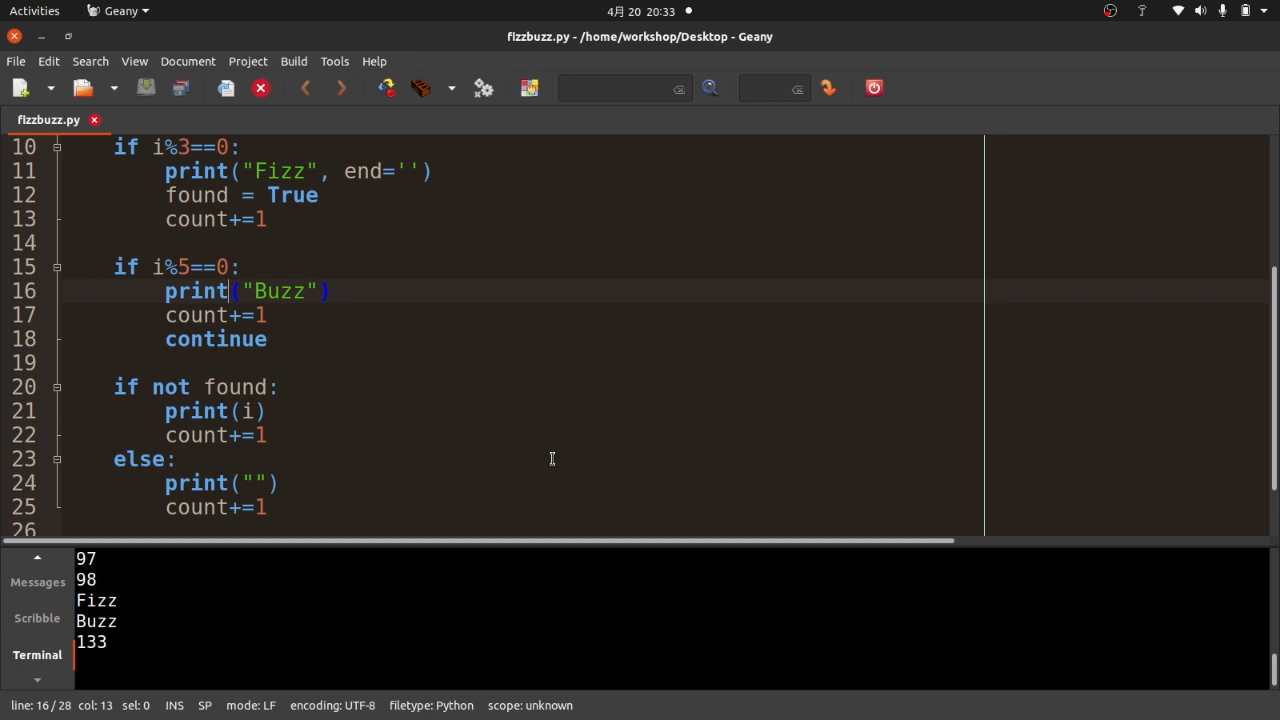 Activities Geany 4月 20 20:33
fizzbuzz.py - /home/workshop/Desktop - Geany
File Edit Search View Document Project Build Tools Help
fizzbuzz.py
10 if i%3==0:
11 print("Fizz", end='')
12 found = True
13 count+=1
14
15 if i%5==0:
16 print("Buzz")
17 count+=1
18 continue
19
20 if not found:
21 print(i)
22 count+=1
23 else:
24 print("")
25 count+=1
26
97
98
Messages
Fizz
Scribble
Buzz
133
Terminal
line: 16 / 28 col: 13 sel: 0 INS SP mode: LF encoding: UTF-8 filetype: Python scope: unknown